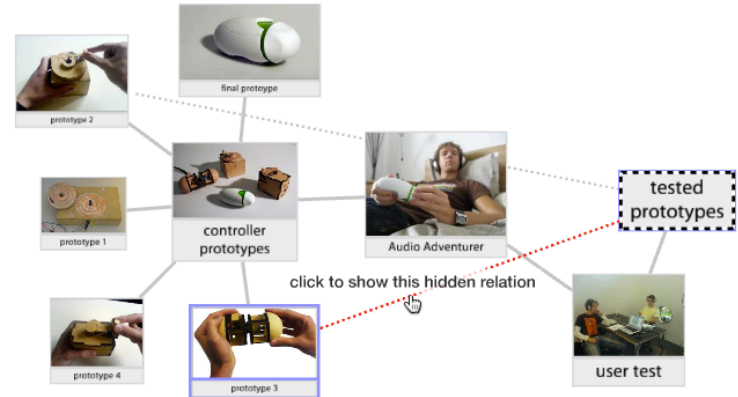 final protoype
prototype 2
controller
prototypes
prototype 1
Audio Adventurer
tested
prototypes
click to show this hidden relation
prototype 4
prototype 3
user test